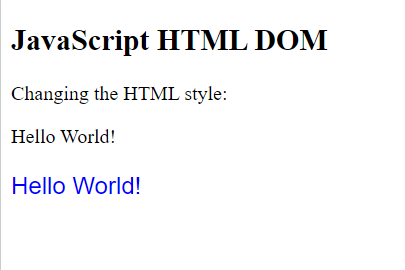 JavaScript HTML DOM
Changing the HTML style:
Hello World!
Hello World!